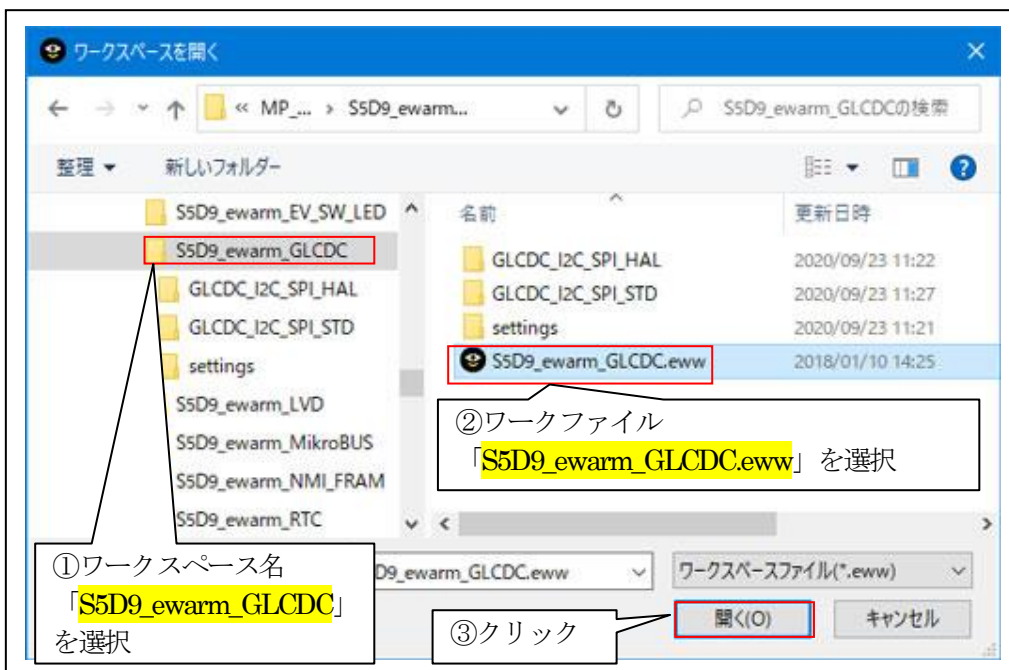 ワークスペースを開く
« MP_... › S5D9_ewarm...
S5D9_ewarm_GLCDCの検索
整理
新しいフォルダー
S5D9_ewarm_EV_SW_LED
S5D9_ewarm_GLCDC
GLCDC_I2C_SPI_HAL
GLCDC_I2C_SPI_STD
settings
S5D9_ewarm_LVD
S5D9_ewarm_MikroBUS
S5D9_ewarm_NMI_FRAM
S5D9_ewarm_RTC
名前 更新日時
GLCDC_I2C_SPI_HAL 2020/09/23 11:22
GLCDC_I2C_SPI_STD 2020/09/23 11:27
settings 2020/09/23 11:21
S5D9_ewarm_GLCDC.eww 2018/01/10 14:25
②ワークファイル
「S5D9_ewarm_GLCDC.eww」を選択
①ワークスペース名
「S5D9_ewarm_GLCDC」
を選択
D9_ewarm_GLCDC.eww
ワークスペースファイル(*.eww)
③クリック
開く(O)
キャンセル